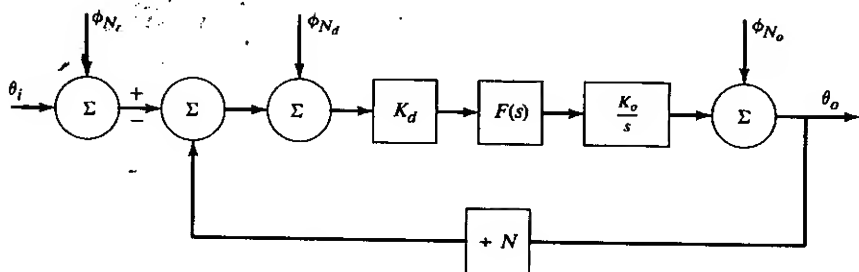 ϕ_{N_r}
ϕ_{N_d}
ϕ_{N_o}
θ_i
Σ
+
−
Σ
Σ
K_d
F(s)
K_o
s
Σ
θ_o
+ N